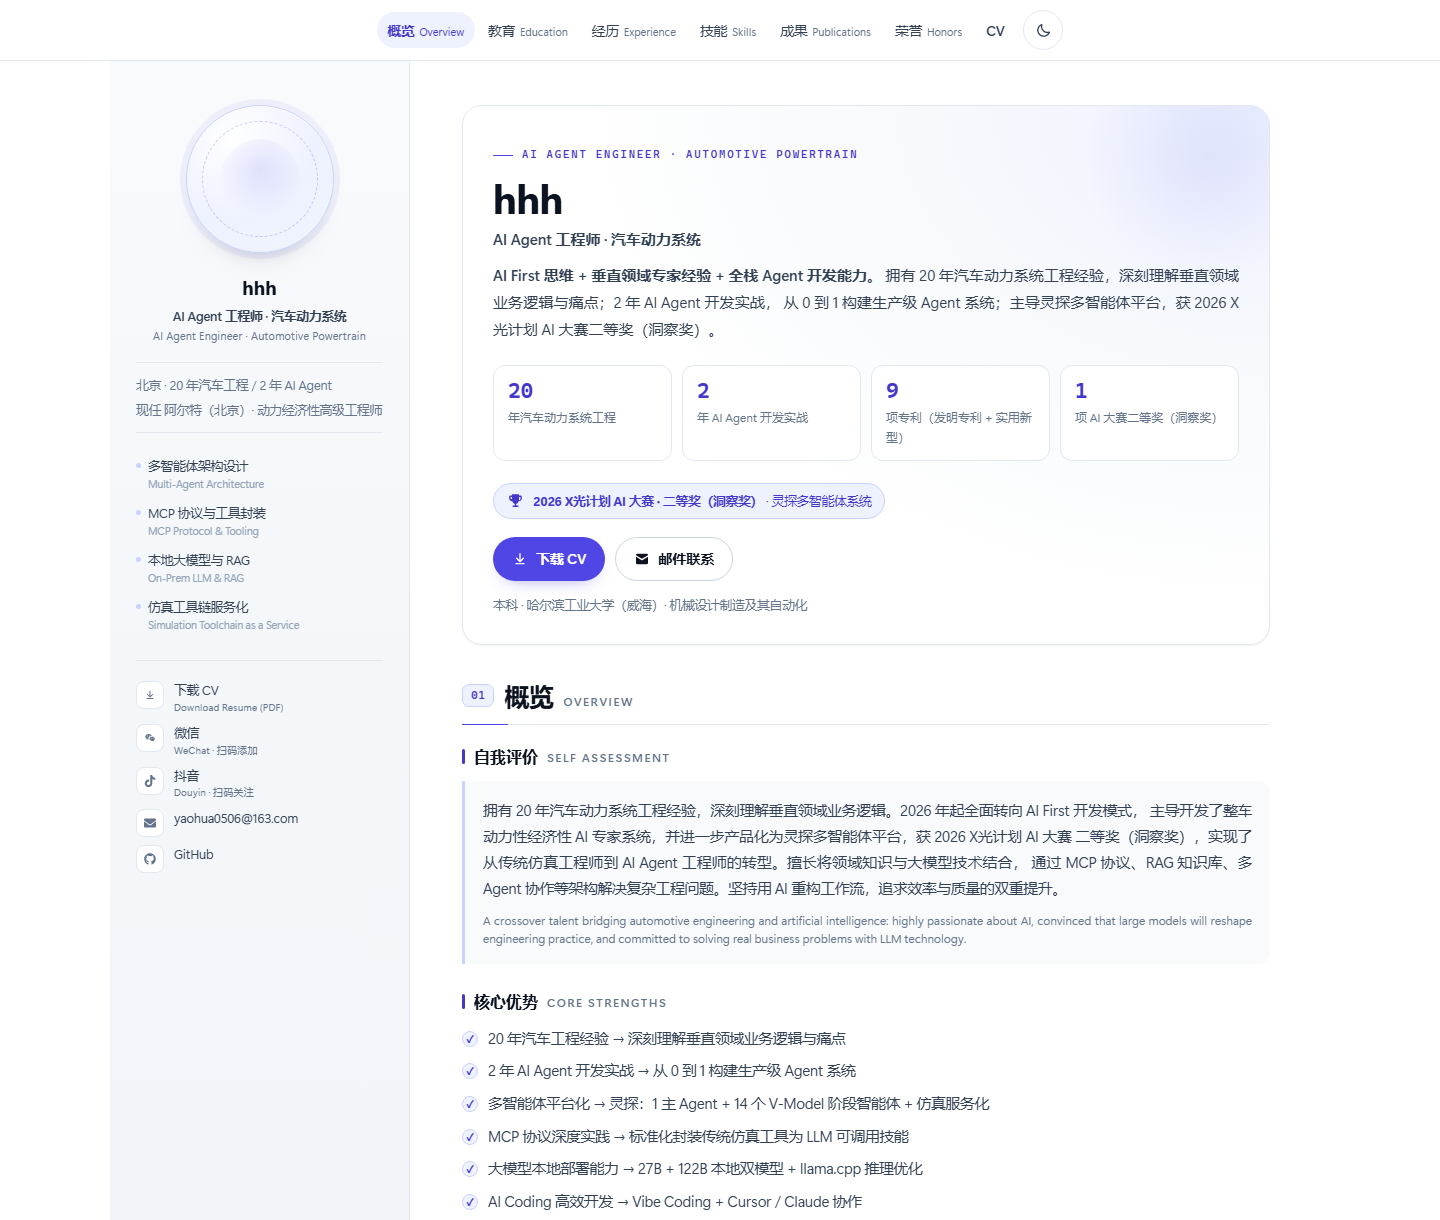 概览 Overview 教育 Education 经历 Experience 技能 Skills 成果 Publications 荣誉 Honors CV
hhh
AI Agent 工程师 · 汽车动力系统
AI Agent Engineer · Automotive Powertrain
北京 · 20 年汽车工程 / 2 年 AI Agent
现任 阿尔特（北京）· 动力经济性高级工程师
多智能体架构设计
Multi-Agent Architecture
MCP 协议与工具封装
MCP Protocol & Tooling
本地大模型与 RAG
On-Prem LLM & RAG
仿真工具链服务化
Simulation Toolchain as a Service
下载 CV
Download Resume (PDF)
微信
WeChat · 扫码添加
抖音
Douyin · 扫码关注
yaohua0506@163.com
GitHub
AI AGENT ENGINEER · AUTOMOTIVE POWERTRAIN
hhh
AI Agent 工程师 · 汽车动力系统
AI First 思维 + 垂直领域专家经验 + 全栈 Agent 开发能力。 拥有 20 年汽车动力系统工程经验，深刻理解垂直领域
业务逻辑与痛点；2 年 AI Agent 开发实战， 从 0 到 1 构建生产级 Agent 系统；主导灵探多智能体平台，获 2026 X
光计划 AI 大赛二等奖（洞察奖）。
20
年汽车动力系统工程
2
年 AI Agent 开发实战
9
项专利（发明专利 + 实用新
型）
1
项 AI 大赛二等奖（洞察奖）
2026 X光计划 AI 大赛 · 二等奖（洞察奖） · 灵探多智能体系统
下载 CV
邮件联系
本科 · 哈尔滨工业大学（威海）· 机械设计制造及其自动化
01 概览 OVERVIEW
自我评价 SELF ASSESSMENT
拥有 20 年汽车动力系统工程经验，深刻理解垂直领域业务逻辑。2026 年起全面转向 AI First 开发模式， 主导开发了整车
动力性经济性 AI 专家系统，并进一步产品化为灵探多智能体平台，获 2026 X光计划 AI 大赛 二等奖（洞察奖），实现了
从传统仿真工程师到 AI Agent 工程师的转型。擅长将领域知识与大模型技术结合， 通过 MCP 协议、RAG 知识库、多
Agent 协作等架构解决复杂工程问题。坚持用 AI 重构工作流，追求效率与质量的双重提升。
A crossover talent bridging automotive engineering and artificial intelligence: highly passionate about AI, convinced that large models will reshape
engineering practice, and committed to solving real business problems with LLM technology.
核心优势 CORE STRENGTHS
20 年汽车工程经验 → 深刻理解垂直领域业务逻辑与痛点
2 年 AI Agent 开发实战 → 从 0 到 1 构建生产级 Agent 系统
多智能体平台化 → 灵探：1 主 Agent + 14 个 V-Model 阶段智能体 + 仿真服务化
MCP 协议深度实践 → 标准化封装传统仿真工具为 LLM 可调用技能
大模型本地部署能力 → 27B + 122B 本地双模型 + llama.cpp 推理优化
AI Coding 高效开发 → Vibe Coding + Cursor / Claude 协作